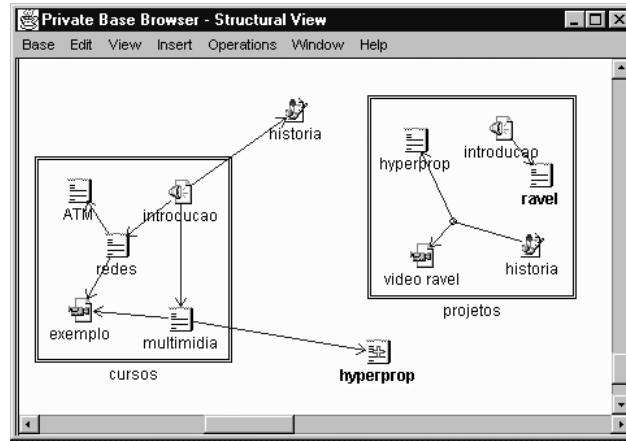 Private Base Browser - Structural View
Base Edit View Insert Operations Window Help
historia
ATM
introducao
redes
exemplo
multimidia
cursos
hyperprop
hyperprop
introducao
ravel
video ravel
historia
projetos